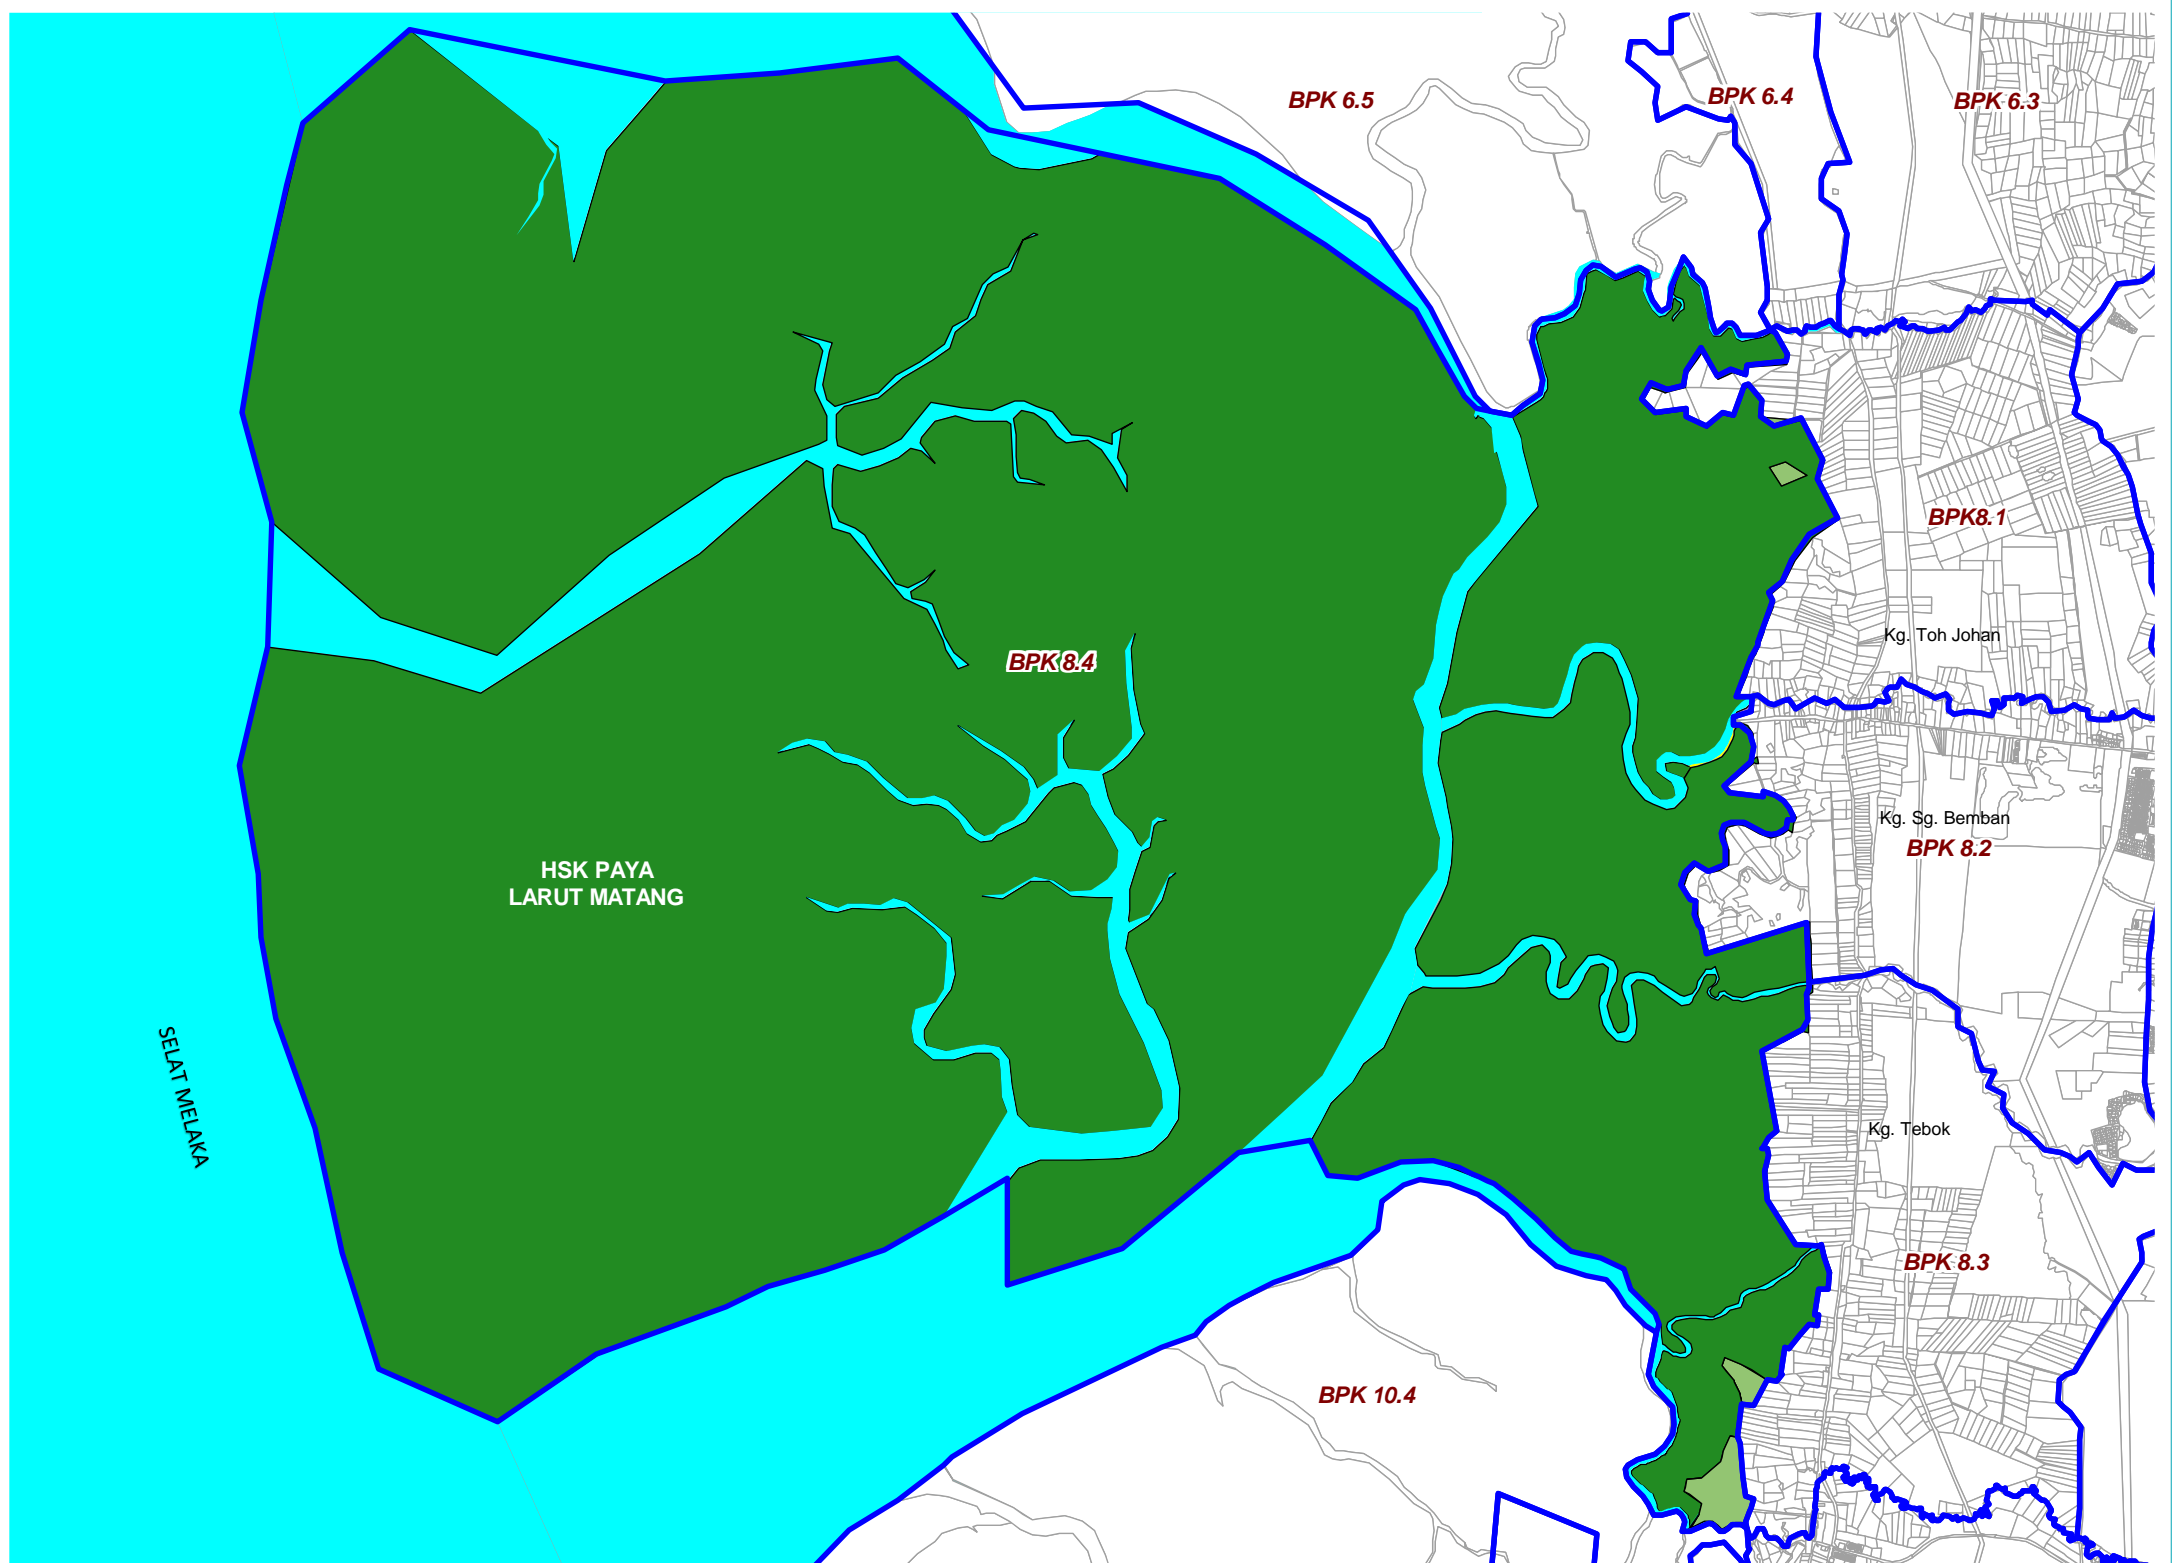 BPK 6.5
BPK 6.4
BPK 6.3
BPK8.1
Kg. Toh Johan
BPK 8.4
Kg. Sg. Bemban
BPK 8.2
HSK PAYA
LARUT MATANG
SELAT MELAKA
Kg. Tebok
BPK 8.3
BPK 10.4